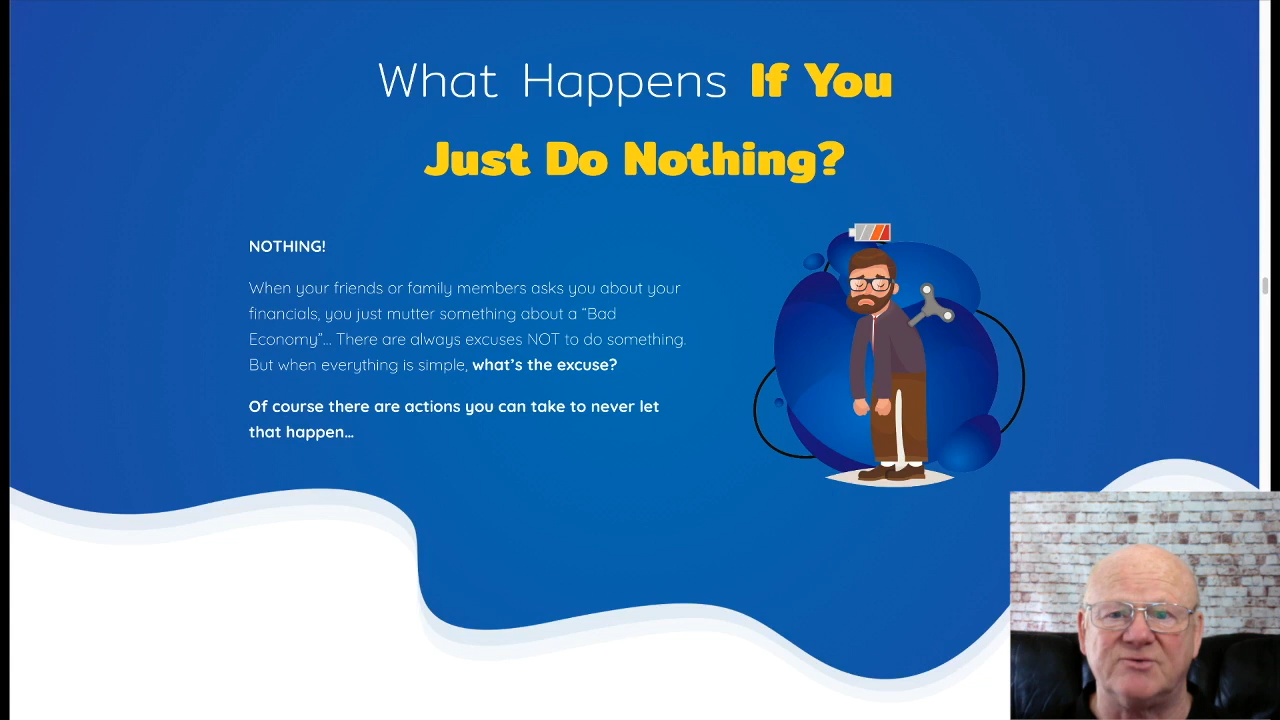 What Happens If You
Just Do Nothing?
NOTHING!
When your friends or family members asks you about your
financials, you just mutter something about a “Bad
Economy”... There are always excuses NOT to do something.
But when everything is simple, what’s the excuse?
Of course there are actions you can take to never let
that happen...